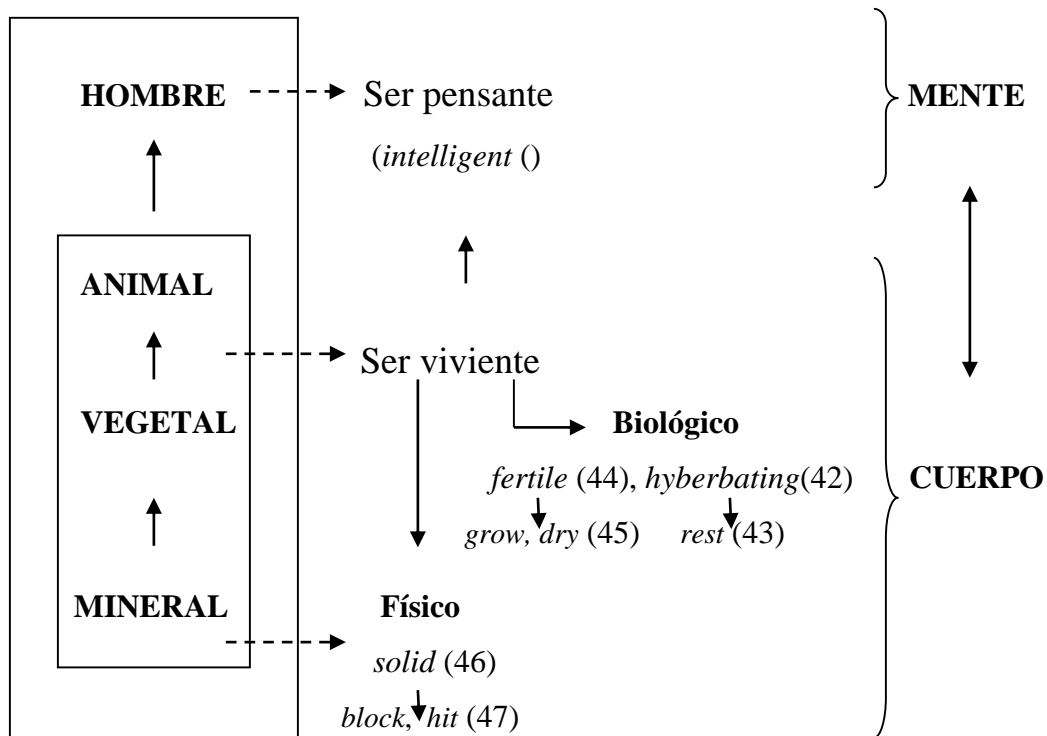 HOMBRE Ser pensante MENTE
(intelligent ()
ANIMAL
Ser viviente
VEGETAL Biológico
fertile (44), hyberbating(42) CUERPO
grow, dry (45) rest (43)
MINERAL Físico
solid (46)
block, hit (47)